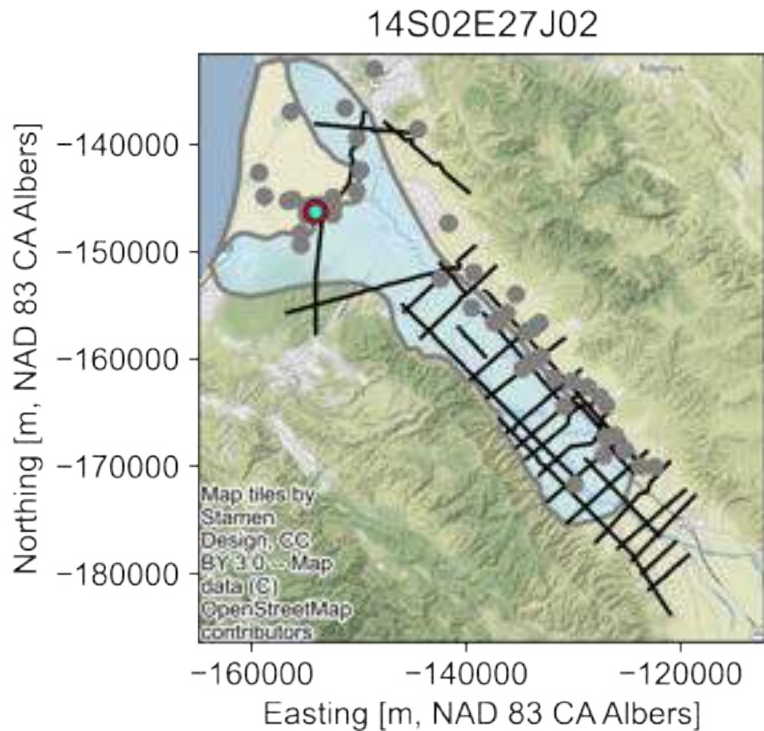 14S02E27J02
Northing [m, NAD 83 CA Albers]
−140000
−150000
−160000
−170000
−180000
Map tiles by
Stamen
Design, CC
BY 3.0 -- Map
data (C)
OpenStreetMap
contributors
−160000
−140000
−120000
Easting [m, NAD 83 CA Albers]